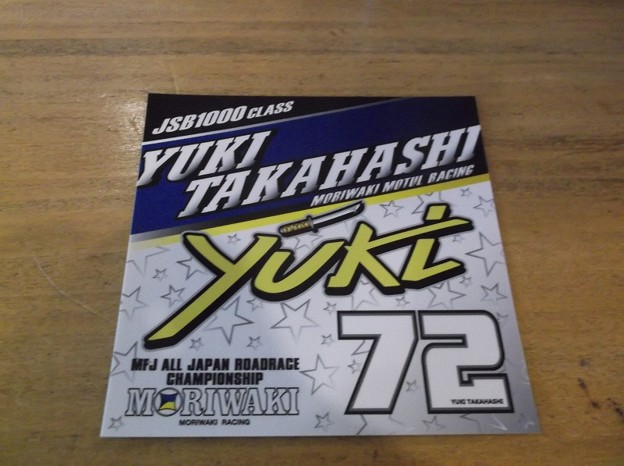 JSB1000 CLASS
YUKI
TAKAHASHI
MORIWAKI MOTUL RACING
YUKi
72
YUKI TAKAHASHI
MFJ ALL JAPAN ROADRACE
CHAMPIONSHIP
MORIWAKI
MORIWAKI RACING